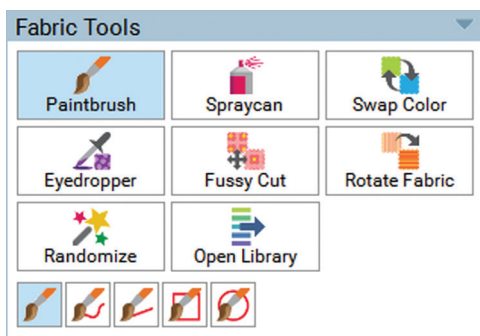 Fabric Tools
Paintbrush Spraycan Swap Color
Eyedropper Fussy Cut Rotate Fabric
Randomize Open Library